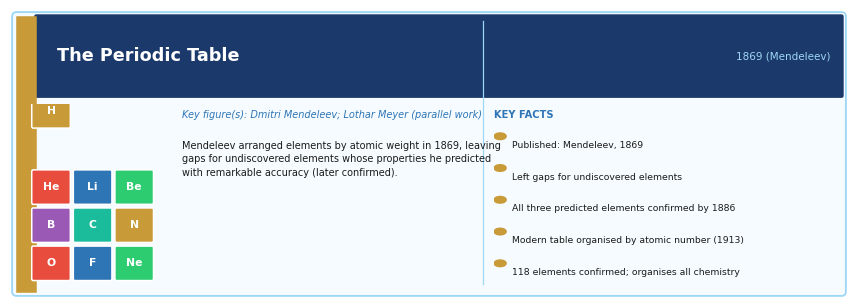 The Periodic Table
1869 (Mendeleev)
H
He Li Be
B C N
O F Ne
Key figure(s): Dmitri Mendeleev; Lothar Meyer (parallel work)
Mendeleev arranged elements by atomic weight in 1869, leaving
gaps for undiscovered elements whose properties he predicted
with remarkable accuracy (later confirmed).
KEY FACTS
Published: Mendeleev, 1869
Left gaps for undiscovered elements
All three predicted elements confirmed by 1886
Modern table organised by atomic number (1913)
118 elements confirmed; organises all chemistry